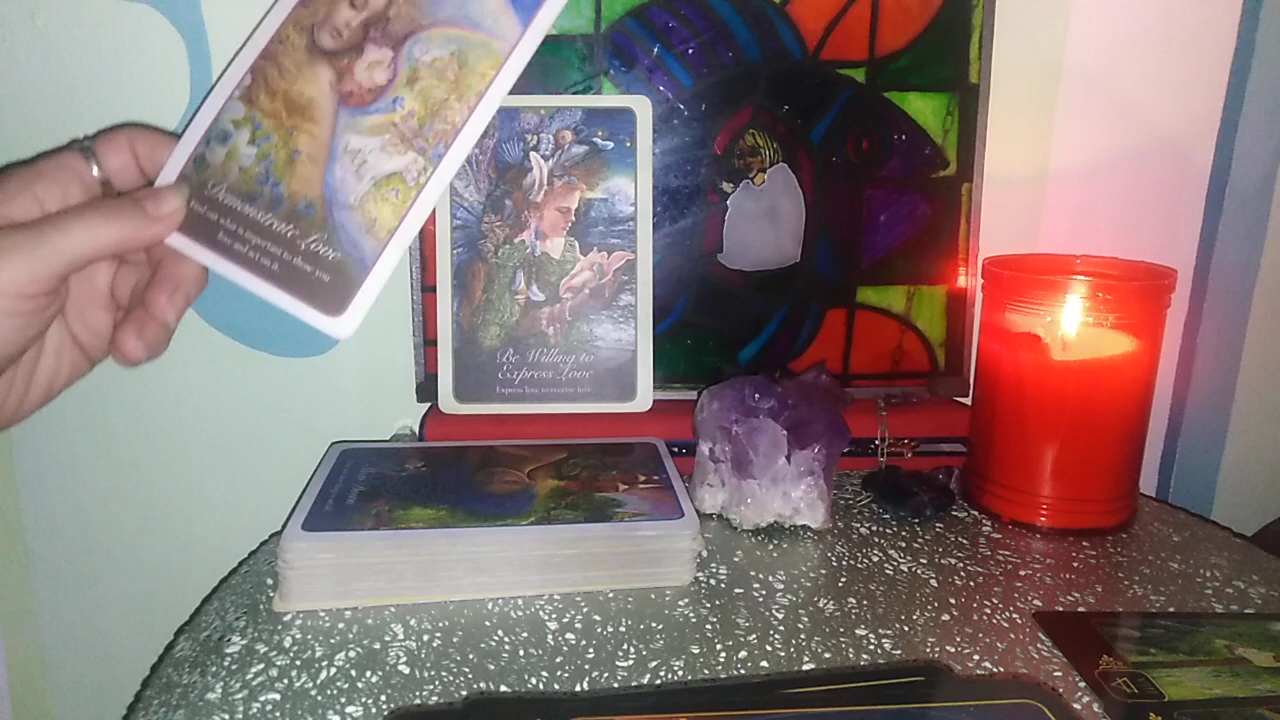 Demonstrate Love
Find out what is important to those you
love and act on it.
Be Willing to
Express Love
Express love to receive love.